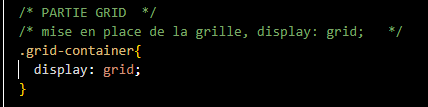 /* PARTIE GRID  */
/* mise en place de la grille, display: grid;   */
.grid-container{
  display: grid;
}